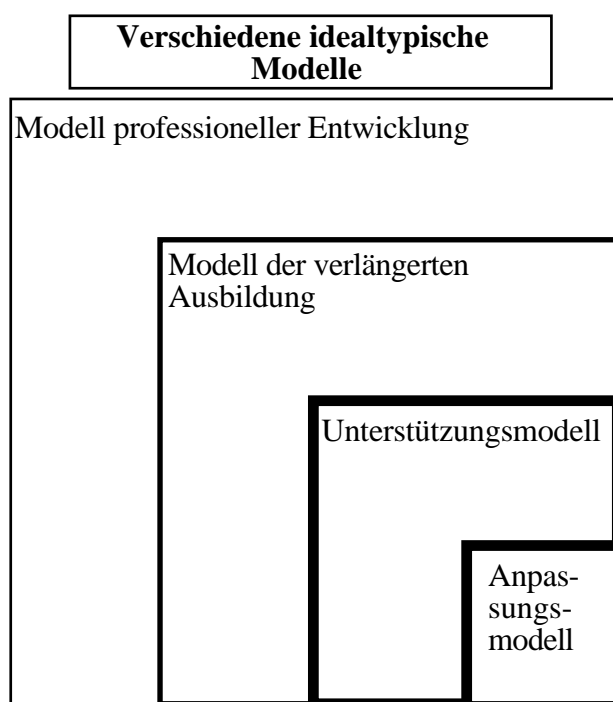 Verschiedene idealtypische
Modelle
Modell professioneller Entwicklung
Modell der verlängerten
Ausbildung
Unterstützungsmodell
Anpas-
sungs-
modell